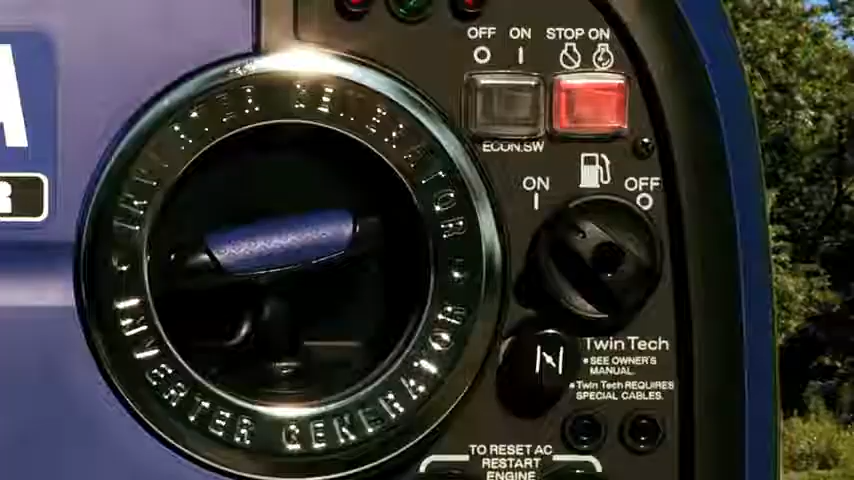 OFF ON STOP ON
ECON.SW
ON OFF
INVERTER GENERATOR
INVERTER GENERATOR
A
R
Twin Tech
• SEE OWNER'S
MANUAL.
• Twin Tech REQUIRES
SPECIAL CABLES.
TO RESET AC
RESTART
ENGINE